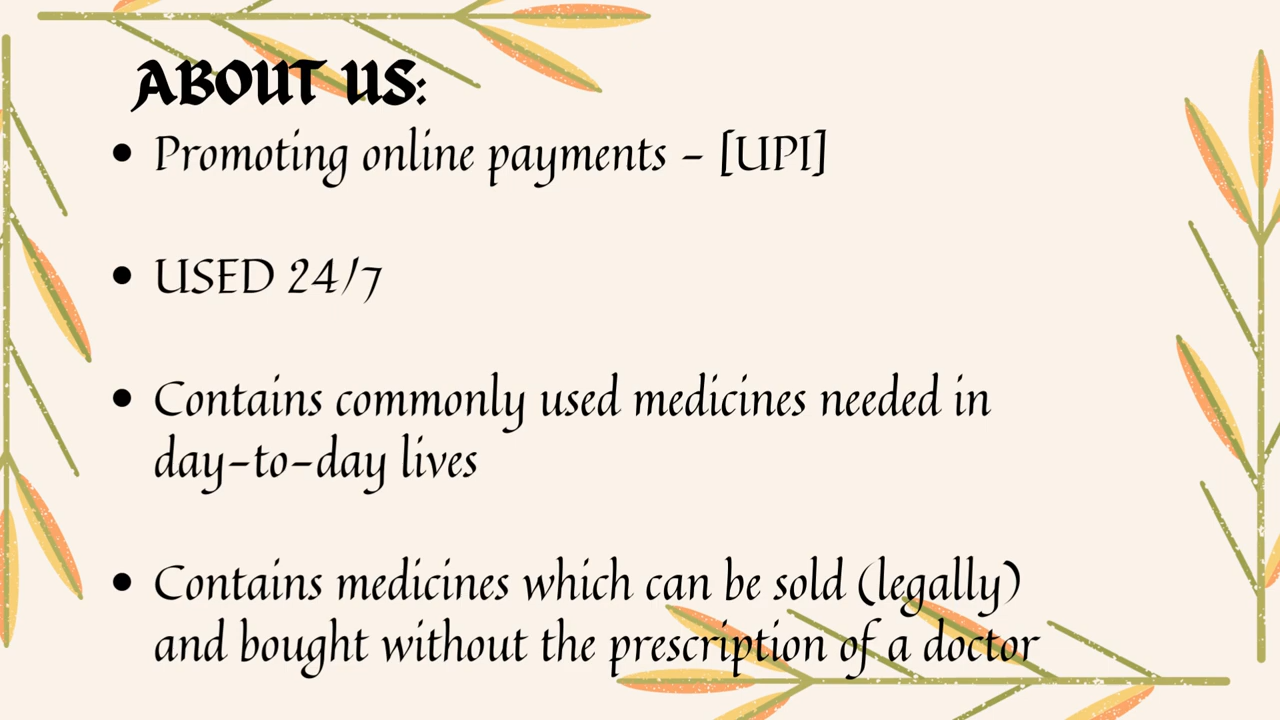 ABOUT US:
• Promoting online payments - [UPI]
• USED 24/7
• Contains commonly used medicines needed in
day-to-day lives
• Contains medicines which can be sold (legally)
and bought without the prescription of a doctor